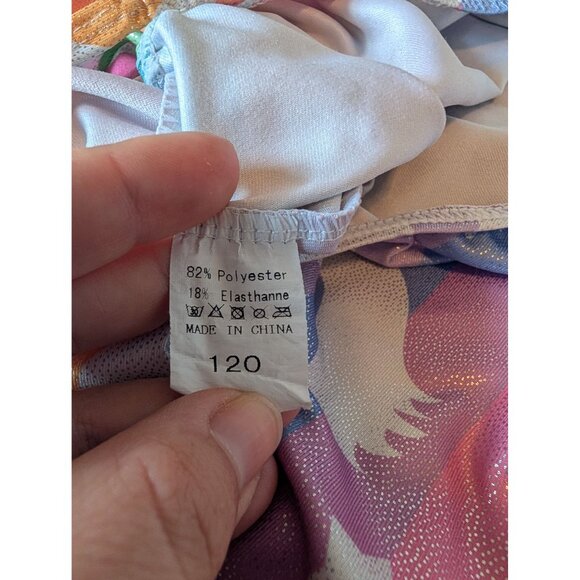 82% Polyester
18% Elasthanne
MADE IN CHINA
120